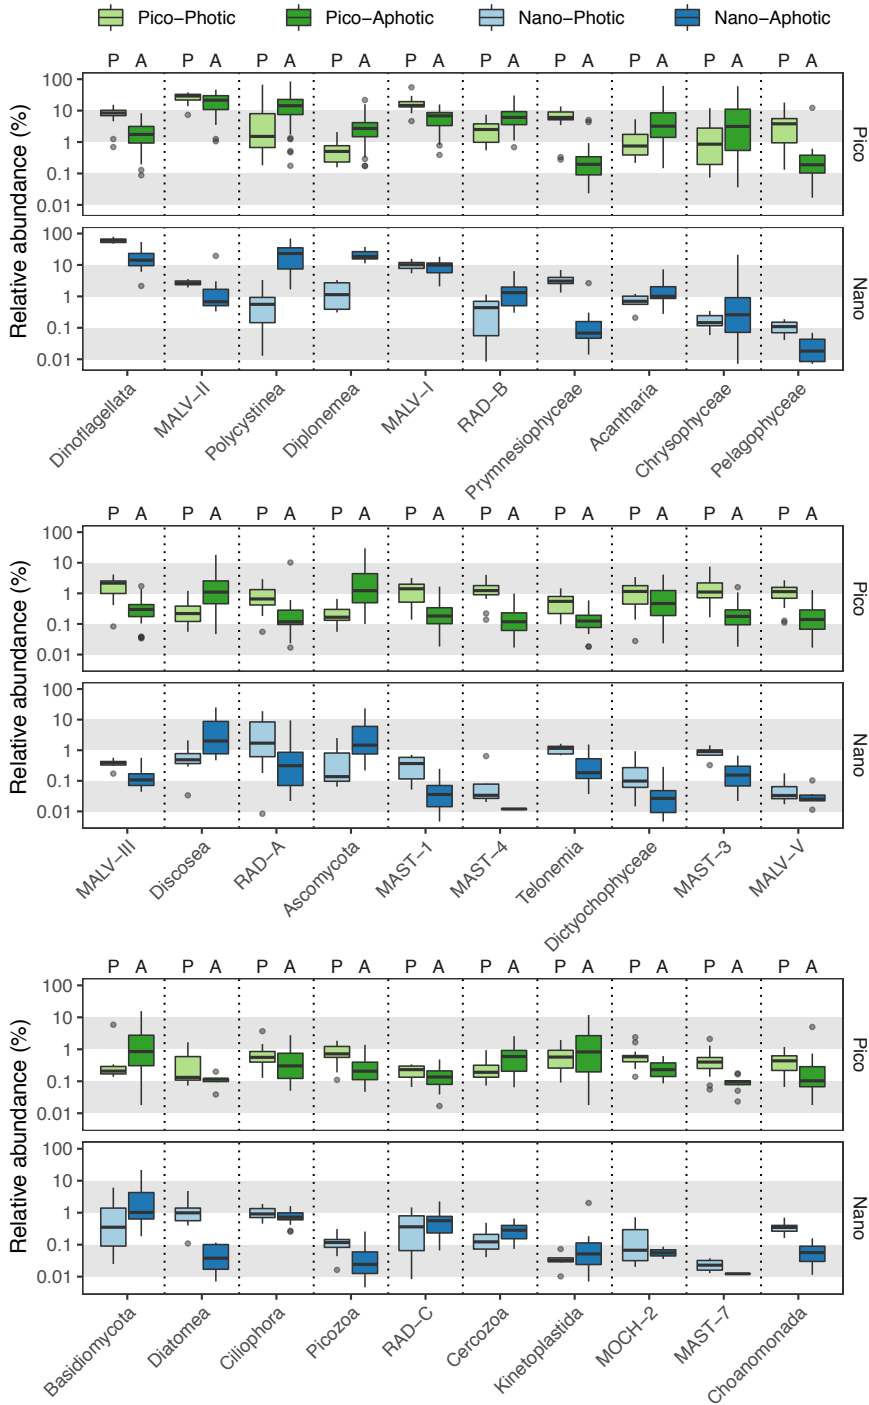 Pico−Photic Pico−Aphotic Nano−Photic Nano−Aphotic
P A P A P A P A P A P A P A P A P A P A
Relative abundance (%)
100
10
1
0.1
0.01
Pico
100
10
1
0.1
0.01
Nano
Dinoflagellata MALV−II Polycystinea Diplonemea MALV−I RAD−B Prymnesiophyceae Acantharia Chrysophyceae Pelagophyceae
P A P A P A P A P A P A P A P A P A P A
Relative abundance (%)
100
10
1
0.1
0.01
Pico
100
10
1
0.1
0.01
Nano
MALV−III Discosea RAD−A Ascomycota MAST−1 MAST−4 Telonemia Dictyochophyceae MAST−3 MALV−V
P A P A P A P A P A P A P A P A P A P A
Relative abundance (%)
100
10
1
0.1
0.01
Pico
100
10
1
0.1
0.01
Nano
Basidiomycota Diatomea Ciliophora Picozoa RAD−C Cercozoa Kinetoplastida MOCH−2 MAST−7 Choanomonada